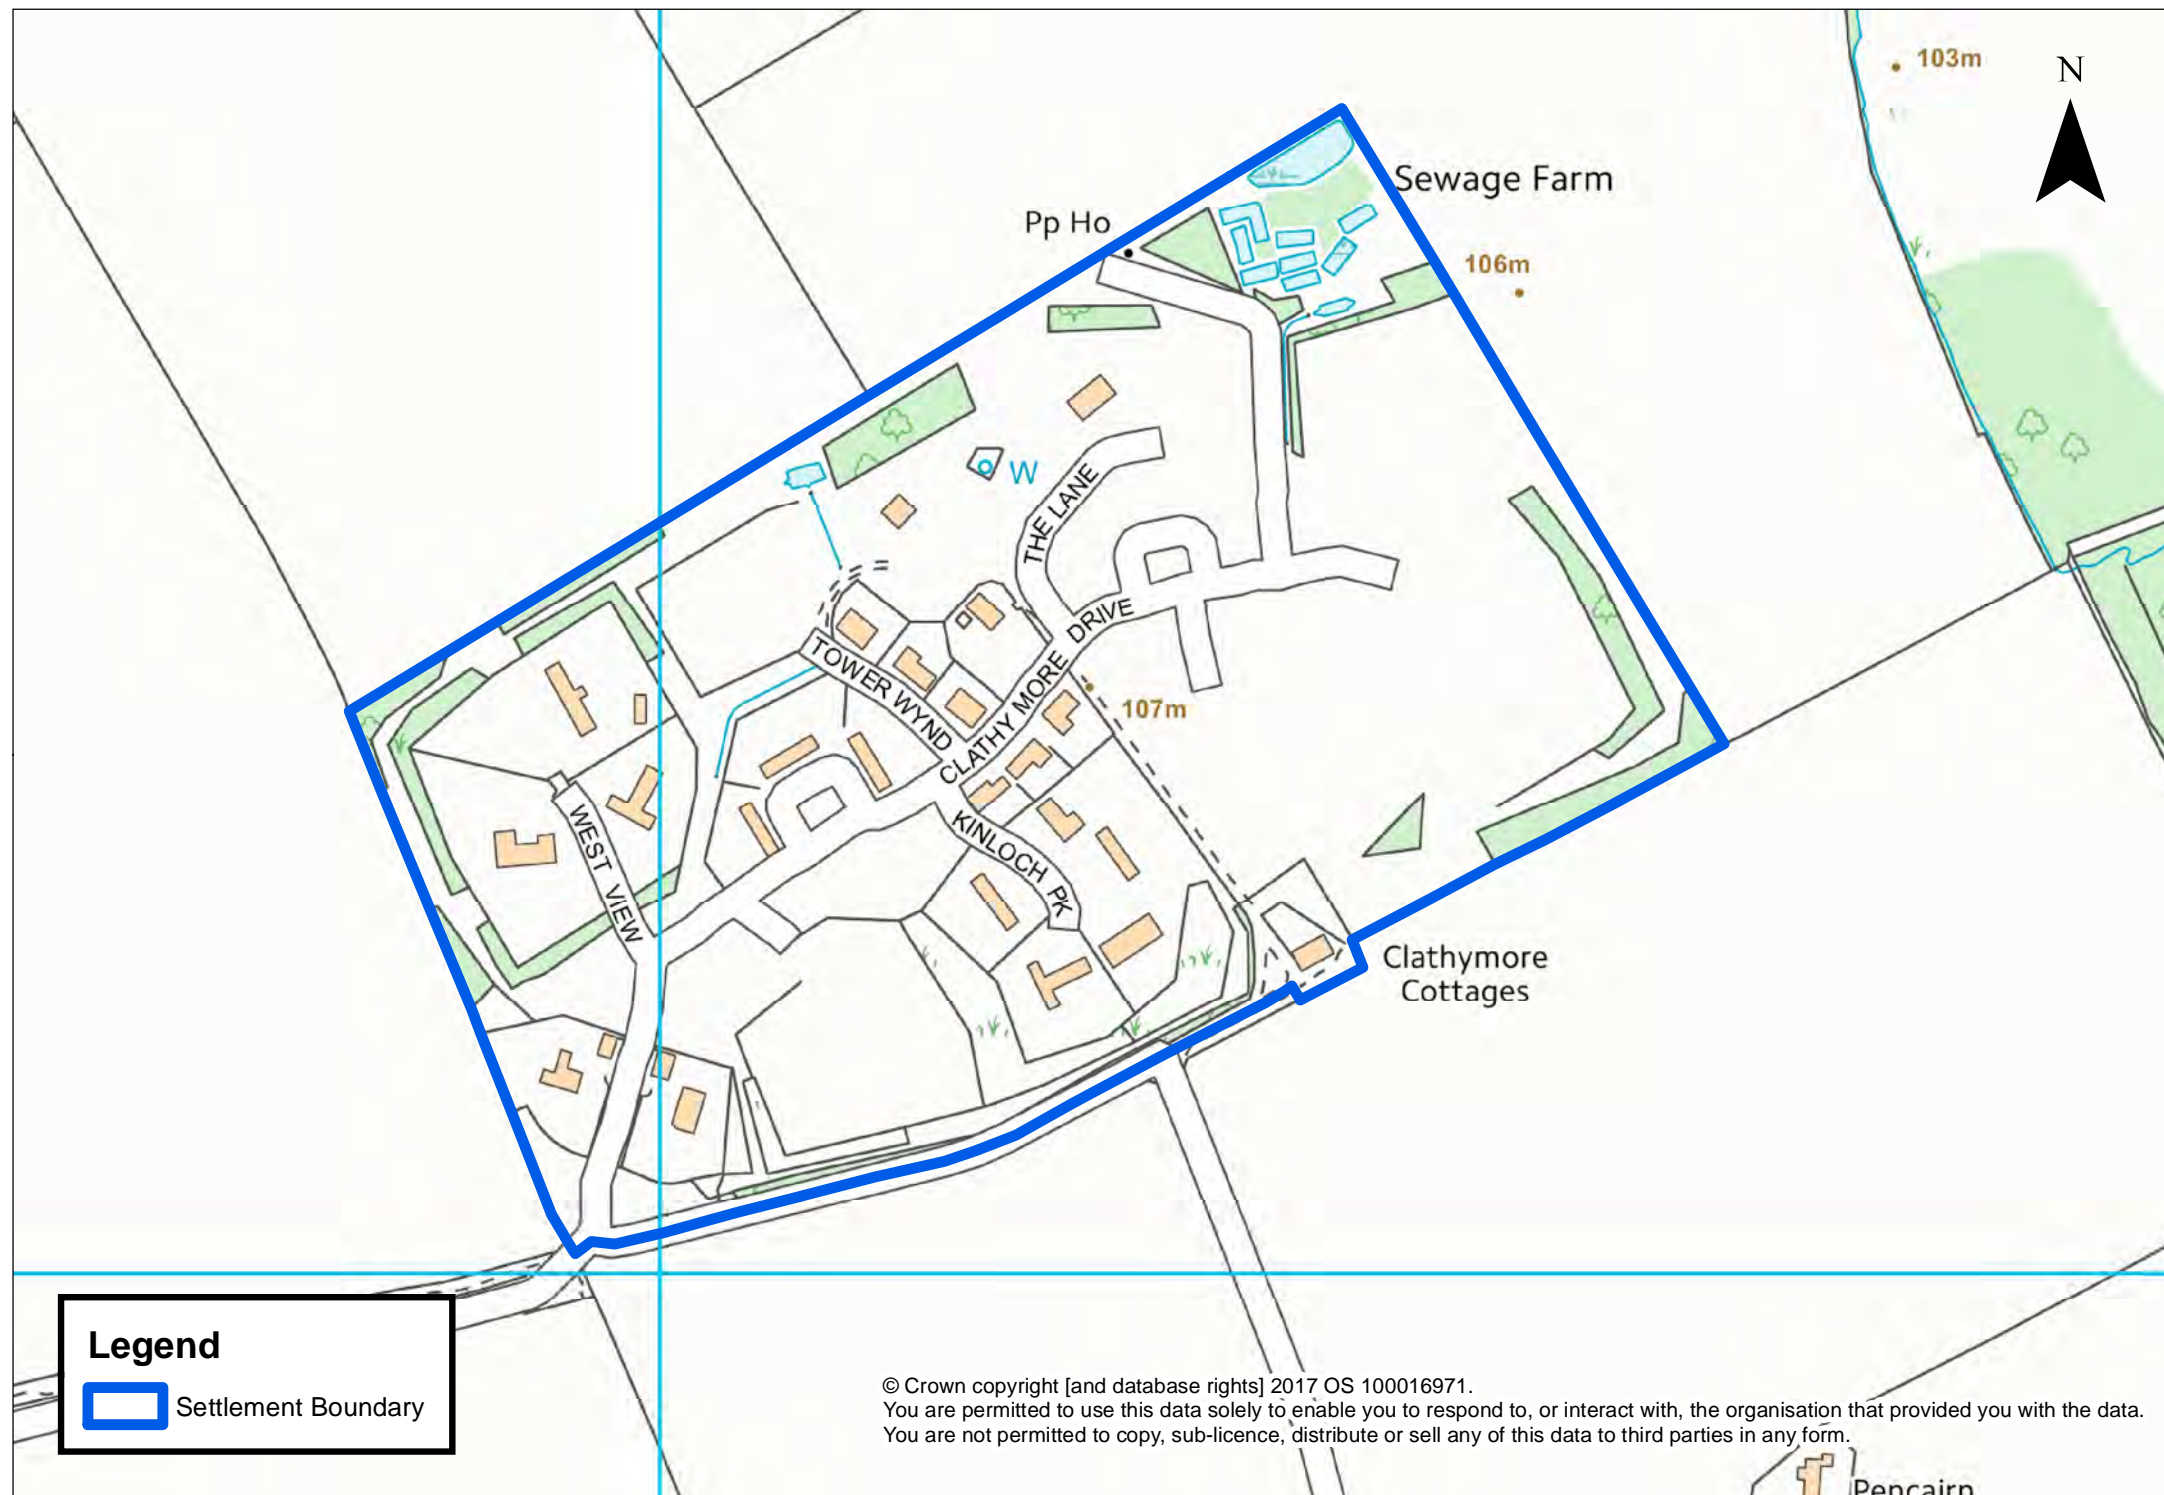 103m
N
Sewage Farm
Pp Ho
106m
W
THE LANE
CLATHY MORE DRIVE
TOWER WYND
107m
KINLOCH PK
WEST VIEW
Clathymore
Cottages
Legend
Settlement Boundary
© Crown copyright [and database rights] 2017 OS 100016971.
You are permitted to use this data solely to enable you to respond to, or interact with, the organisation that provided you with the data.
You are not permitted to copy, sub-licence, distribute or sell any of this data to third parties in any form.
Pencairn